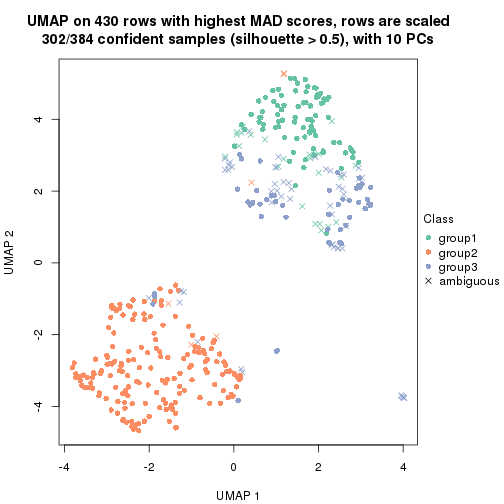 UMAP on 430 rows with highest MAD scores, rows are scaled
302/384 confident samples (silhouette > 0.5), with 10 PCs
4
2
0
-2
-4
UMAP 2
-4
-2
0
2
4
UMAP 1
Class
group1
group2
group3
ambiguous